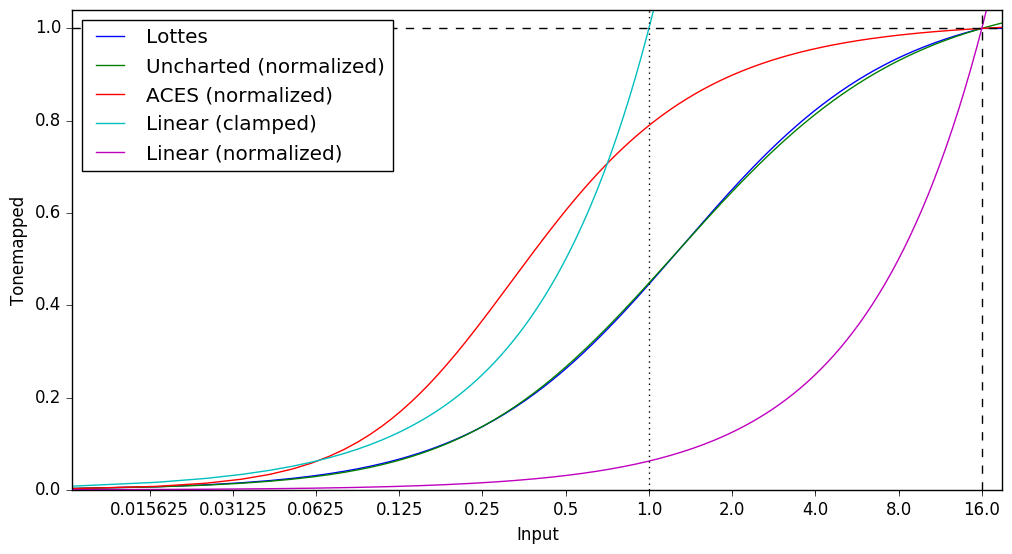 1.0
0.8
0.6
0.4
0.2
0.0
Tonemapped
Lottes
Uncharted (normalized)
ACES (normalized)
Linear (clamped)
Linear (normalized)
0.015625 0.03125 0.0625 0.125 0.25 0.5 1.0 2.0 4.0 8.0 16.0
Input